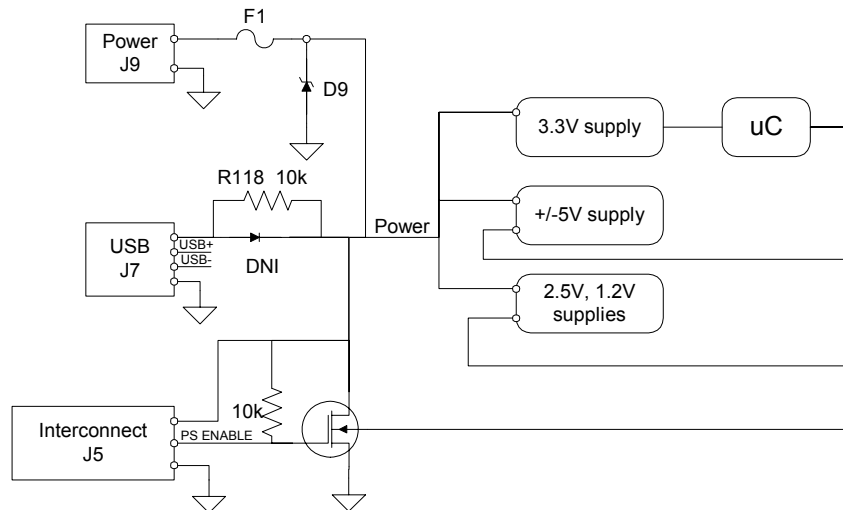 F1
Power
J9
D9
3.3V supply
uC
R118 10k
Power
+/-5V supply
USB
J7
USB+
USB-
DNI
2.5V, 1.2V
supplies
10k
Interconnect
J5
PS ENABLE